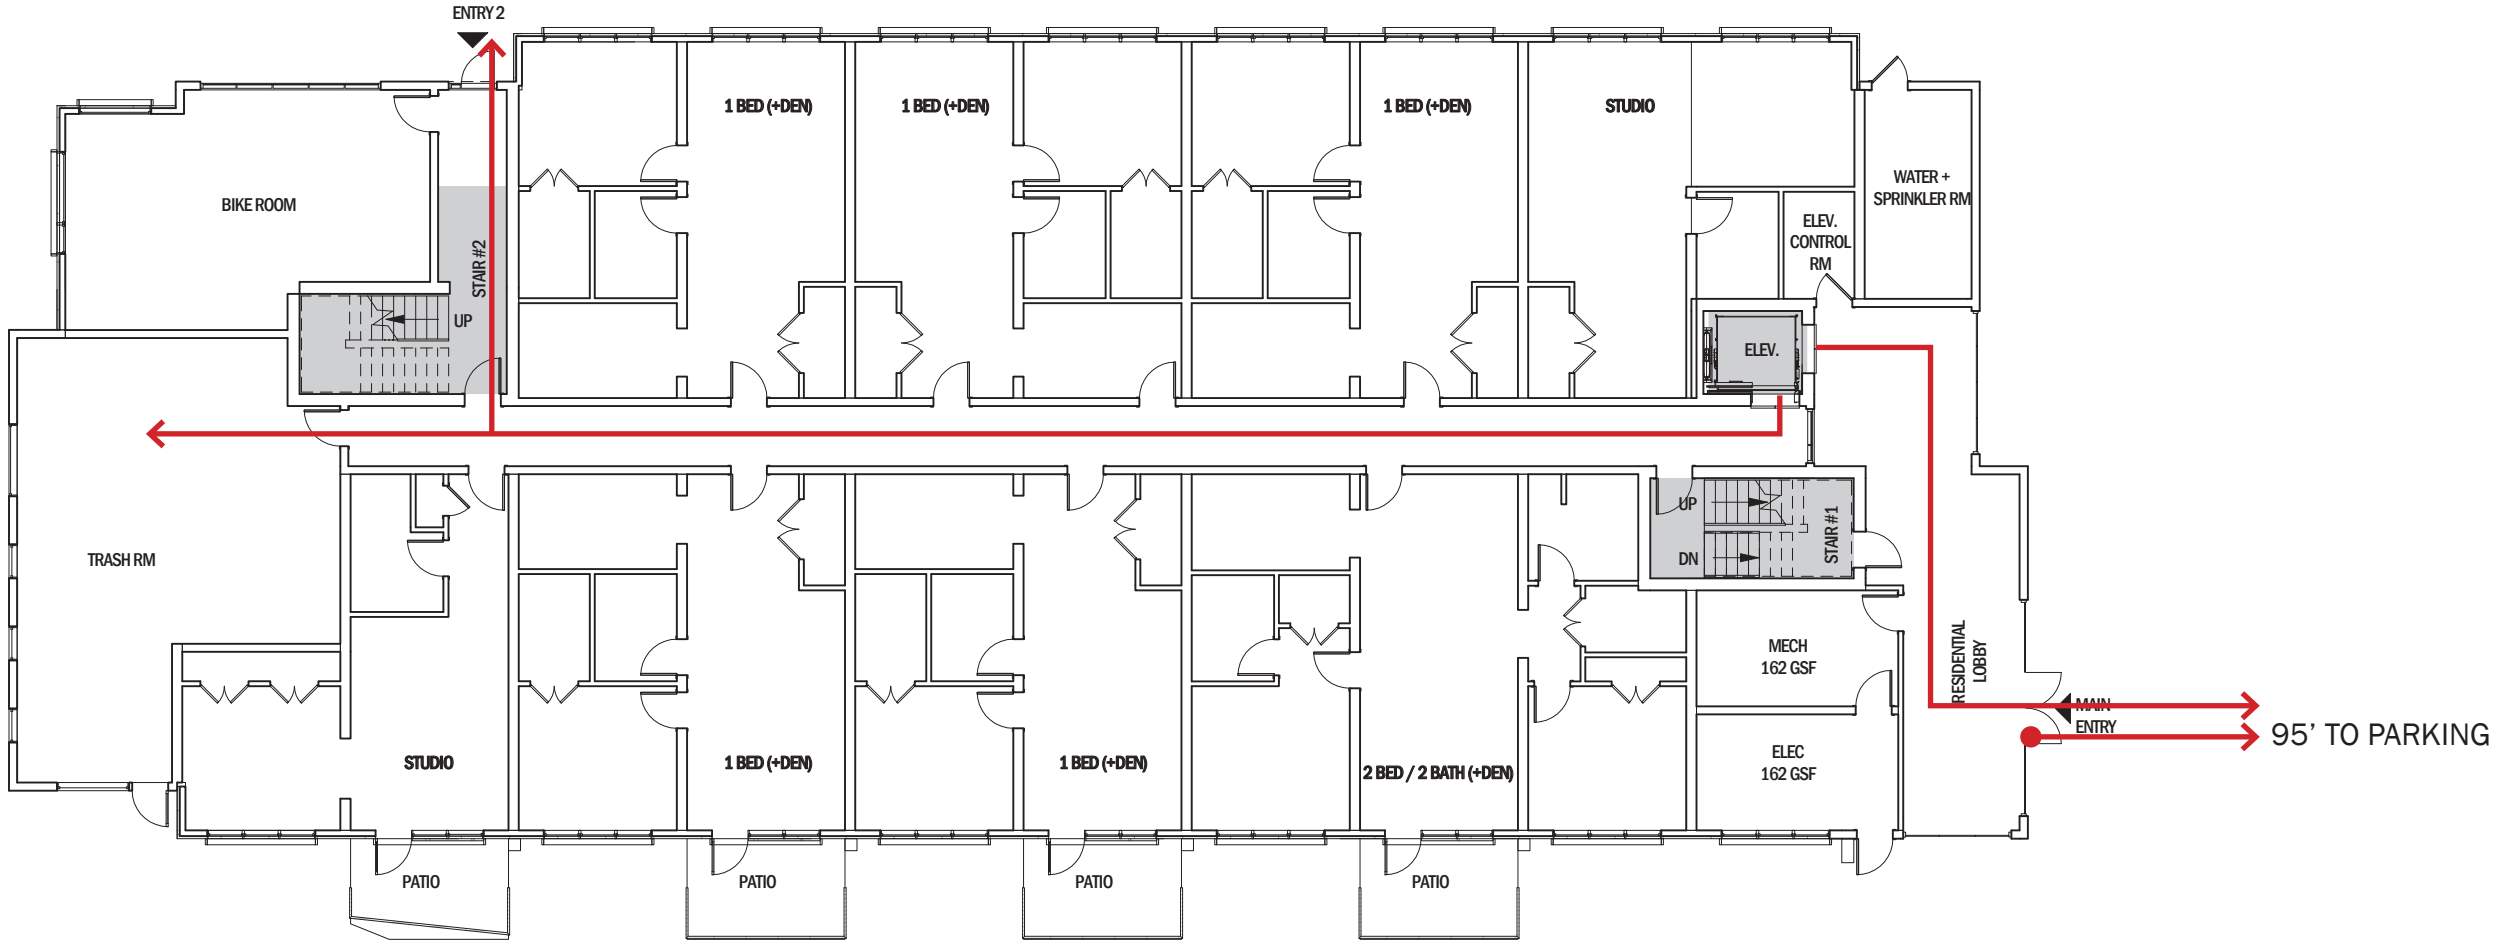 ENTRY 2
1 BED (+DEN)
1 BED (+DEN)
1 BED (+DEN)
STUDIO
BIKE ROOM
WATER +
SPRINKLER RM
ELEV.
CONTROL
RM
STAIR #2
UP
ELEV.
TRASH RM
UP
DN
STAIR #1
MECH
162 GSF
RESIDENTIAL
LOBBY
MAIN
ENTRY
95’ TO PARKING
STUDIO
1 BED (+DEN)
1 BED (+DEN)
2 BED / 2 BATH (+DEN)
ELEC
162 GSF
PATIO
PATIO
PATIO
PATIO